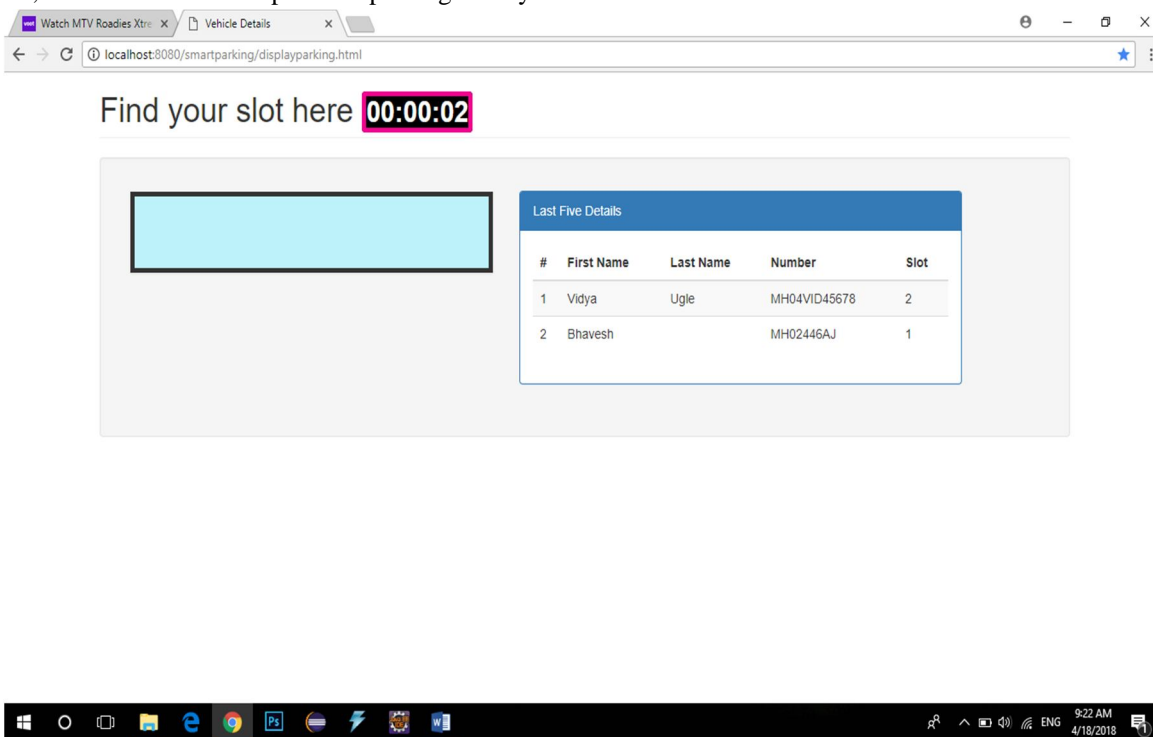 Watch MTV Roadies Xtre
Vehicle Details
localhost:8080/smartparking/displayparking.html
Find your slot here 00:00:02
Last Five Details
# First Name Last Name Number Slot
1 Vidya Ugle MH04VID45678 2
2 Bhavesh MH02446AJ 1
Ps
ENG
9:22 AM
4/18/2018